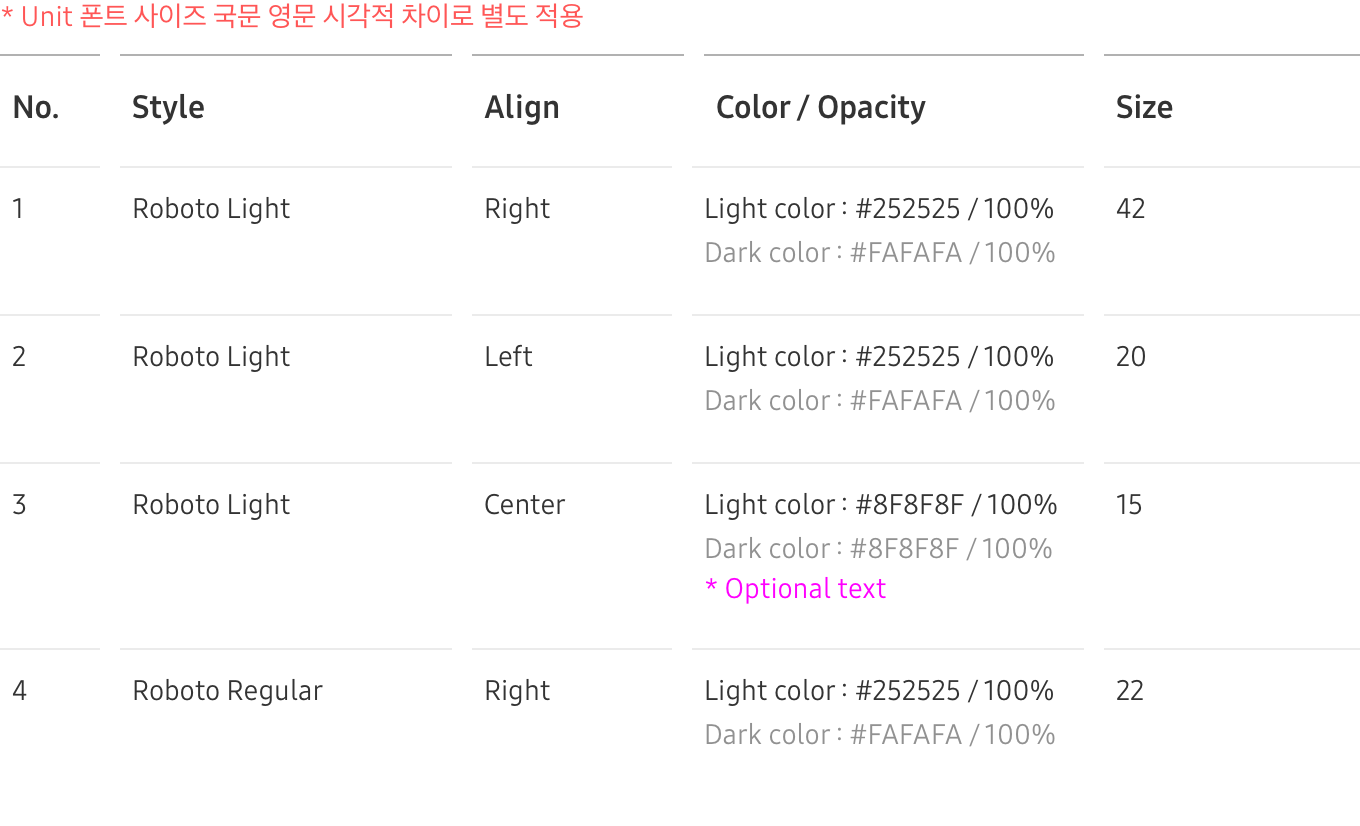 * Unit 폰트 사이즈 국문 영문 시각적 차이로 별도 적용
No. Style Align Color / Opacity Size
1 Roboto Light Right Light color : #252525 / 100% 42
Dark color : #FAFAFA / 100%
2 Roboto Light Left Light color : #252525 / 100% 20
Dark color : #FAFAFA / 100%
3 Roboto Light Center Light color : #8F8F8F / 100% 15
Dark color : #8F8F8F / 100%
* Optional text
4 Roboto Regular Right Light color : #252525 / 100% 22
Dark color : #FAFAFA / 100%